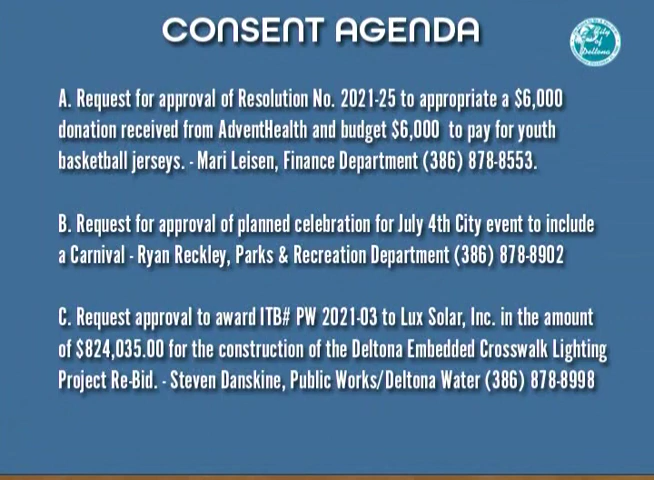 CONSENT AGENDA
City
of
Deltona
A. Request for approval of Resolution No. 2021-25 to appropriate a $6,000
donation received from AdventHealth and budget $6,000 to pay for youth
basketball jerseys. - Mari Leisen, Finance Department (386) 878-8553.
B. Request for approval of planned celebration for July 4th City event to include
a Carnival - Ryan Reckley, Parks & Recreation Department (386) 878-8902
C. Request approval to award ITB# PW 2021-03 to Lux Solar, Inc. in the amount
of $824,035.00 for the construction of the Deltona Embedded Crosswalk Lighting
Project Re-Bid. - Steven Danskine, Public Works/Deltona Water (386) 878-8998